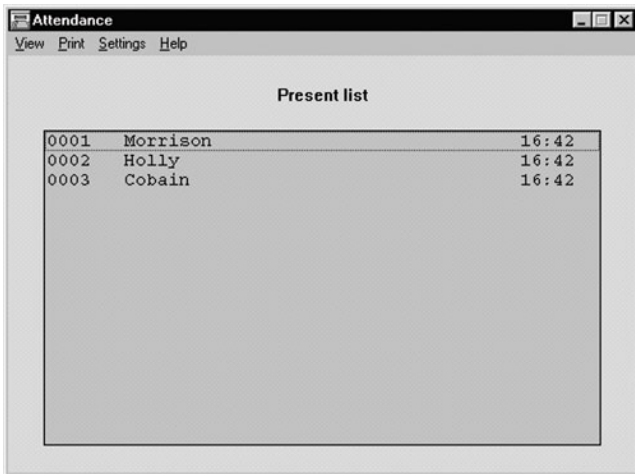 Attendance
View Print Settings Help
Present list
0001 Morrison 16:42
0002 Holly 16:42
0003 Cobain 16:42